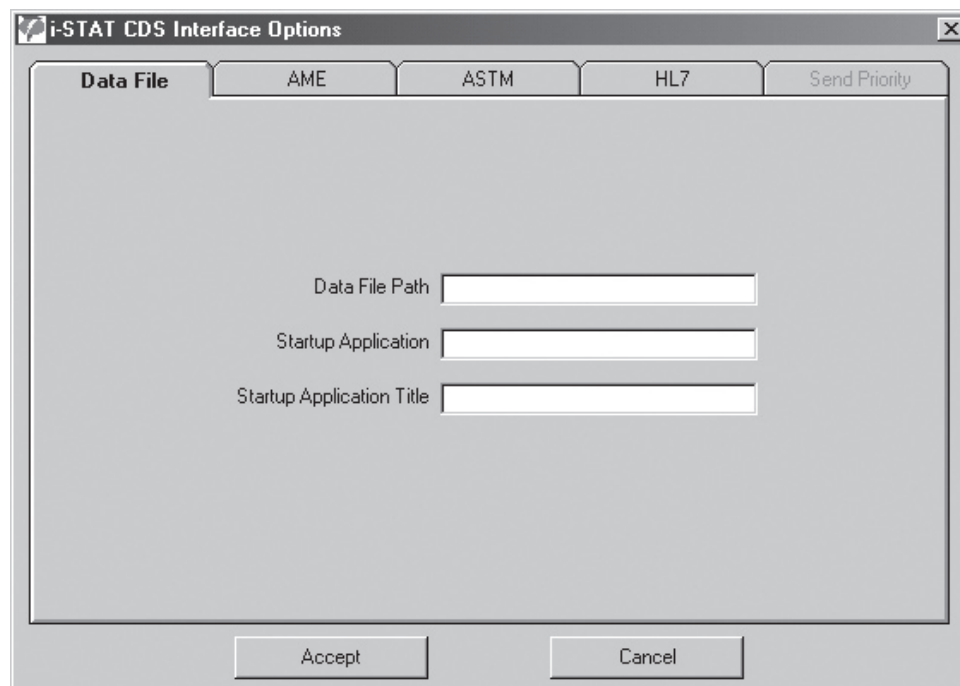 i-STAT CDS Interface Options
Data File AME ASTM HL7 Send Priority
Data File Path
Startup Application
Startup Application Title
Accept Cancel